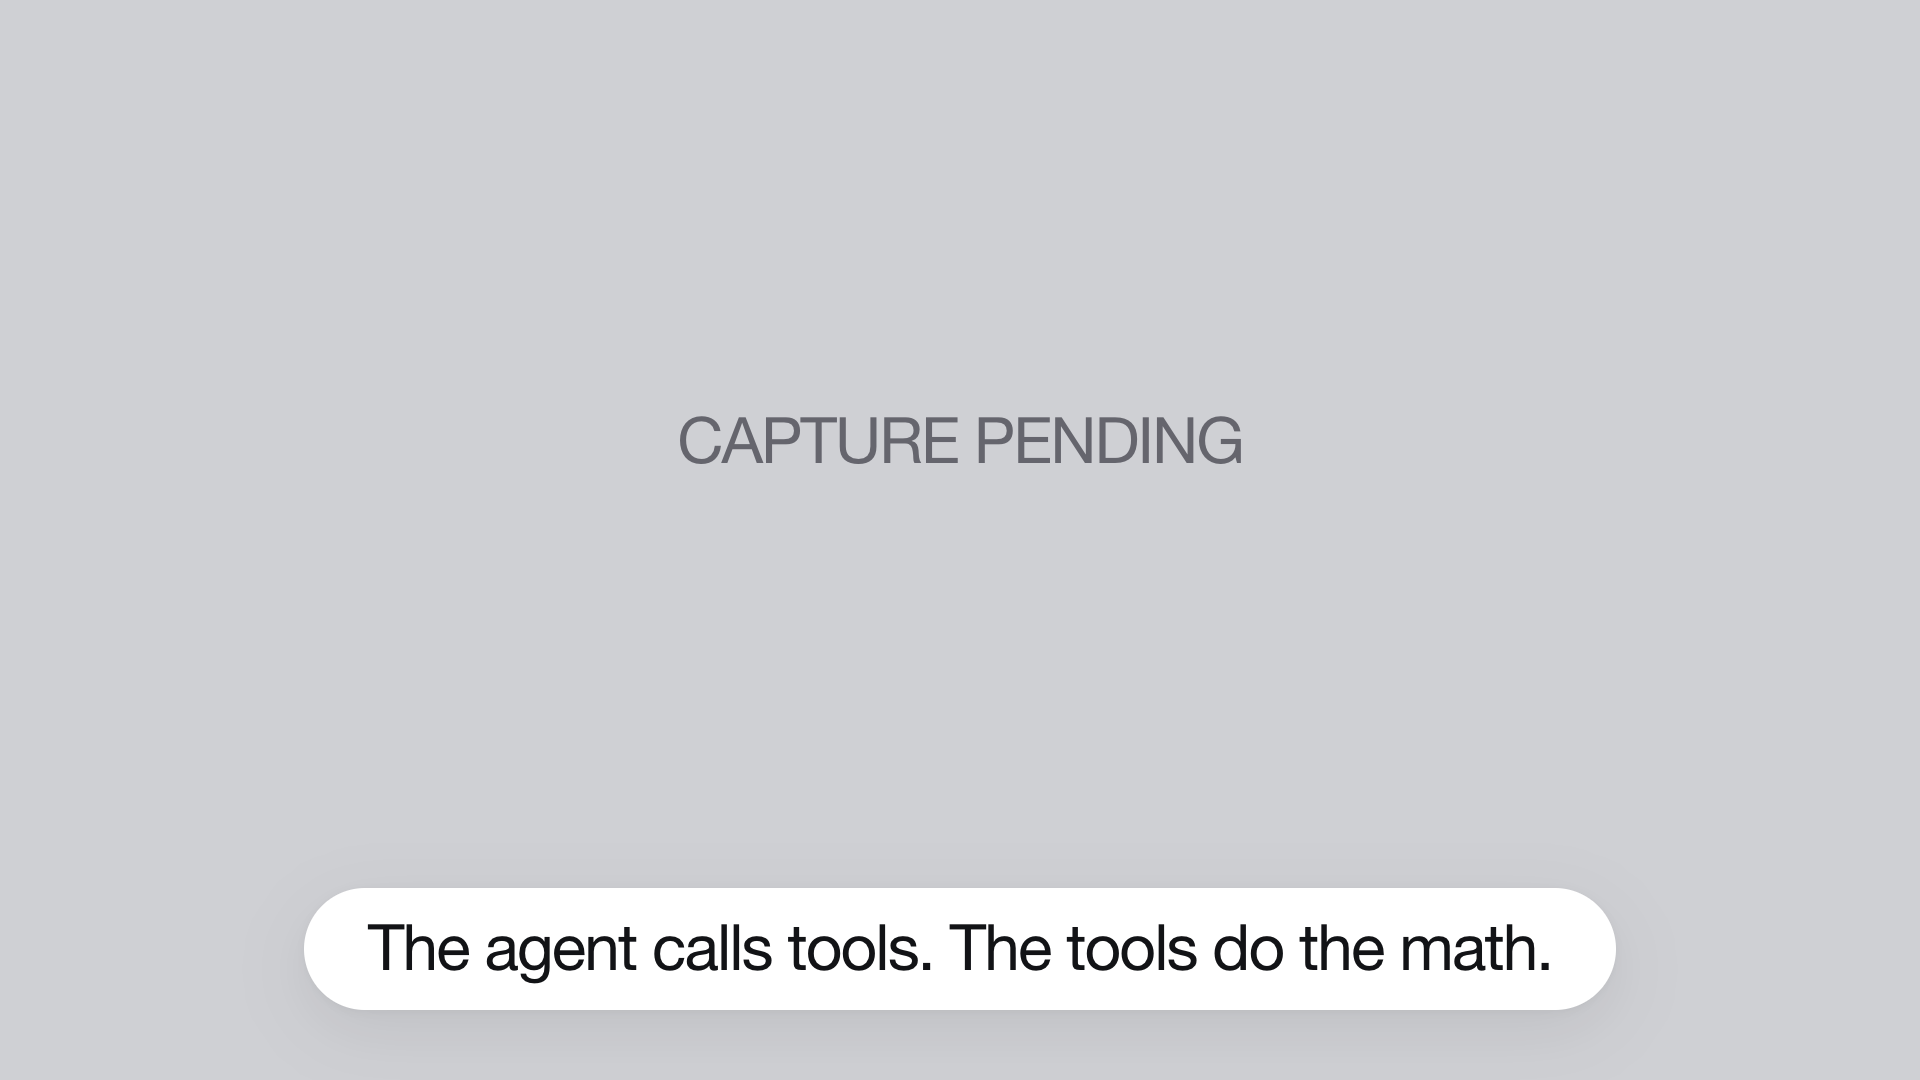 CAPTURE PENDING
The agent calls tools. The tools do the math.